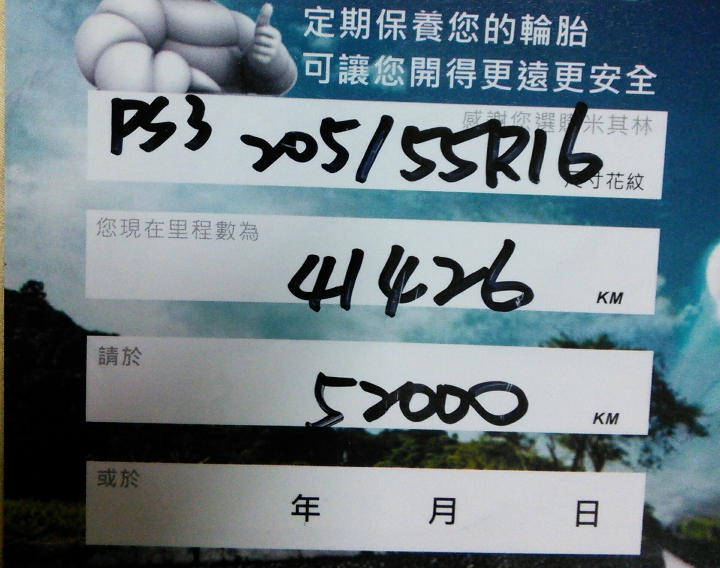 定期保養您的輪胎
可讓您開得更遠更安全
感謝您選購米其林
PS3 205/55R16
尺寸花紋
您現在里程數為
41426 KM
請於
52000 KM
或於
年 月 日